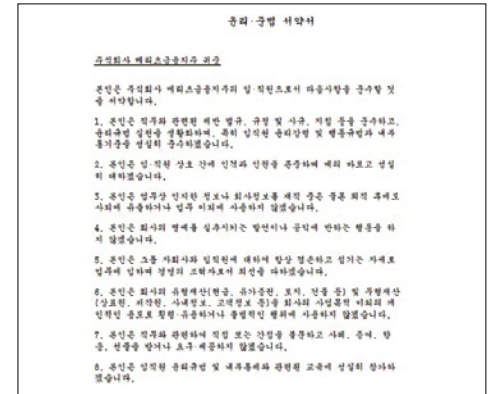 윤리·준법 서약서
주식회사 메리츠금융지주 귀중
본인은 주식회사 메리츠금융지주의 임·직원으로서 다음사항을 준수할 것
을 서약합니다.
1. 본인은 직무와 관련된 제반 법규, 규정 및 사규, 지침 등을 준수하고,
윤리규범 실천을 생활화하며, 특히 임직원 윤리강령 및 행동규범과 내부
통제기준을 성실히 준수하겠습니다.
2. 본인은 임·직원 상호 간에 인격과 인권을 존중하며 예의 바르고 성실
히 대하겠습니다.
3. 본인은 업무상 인지한 정보나 회사정보를 재직 중은 물론 퇴직 후에도
사외에 유출하거나 업무 이외에 사용하지 않겠습니다.
4. 본인은 회사의 명예를 실추시키는 발언이나 공익에 반하는 행동을 하
지 않겠습니다.
5. 본인은 그룹 자회사와 임직원에 대하여 항상 겸손하고 섬기는 자세로
업무에 임하며 경영의 조력자로서 최선을 다하겠습니다.
6. 본인은 회사의 유형재산(현금, 유가증권, 토지, 건물 등) 및 무형재산
(상표권, 저작권, 사내정보, 고객정보 등)을 회사의 사업목적 이외의 개
인적인 용도로 횡령·유용하거나 불법적인 행위에 사용하지 않겠습니다.
7. 본인은 직무와 관련하여 직접 또는 간접을 불문하고 사례, 증여, 향
응, 선물을 받거나 요구·제공하지 않겠습니다.
8. 본인은 임직원 윤리규범 및 내부통제와 관련된 교육에 성실히 참가하
겠습니다.